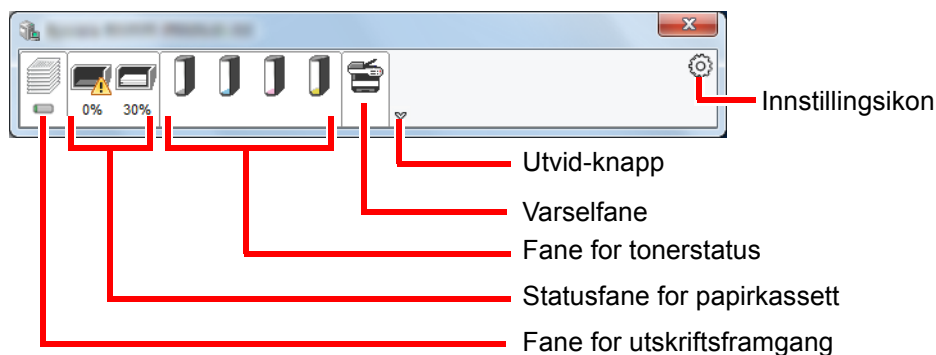 0% 30%
Innstillingsikon
Utvid-knapp
Varselfane
Fane for tonerstatus
Statusfane for papirkassett
Fane for utskriftsframgang